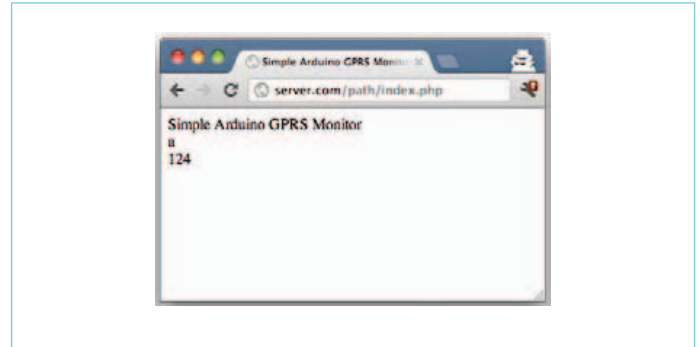 Simple Arduino GPRS Monitor
server.com/path/index.php
Simple Arduino GPRS Monitor
a
124